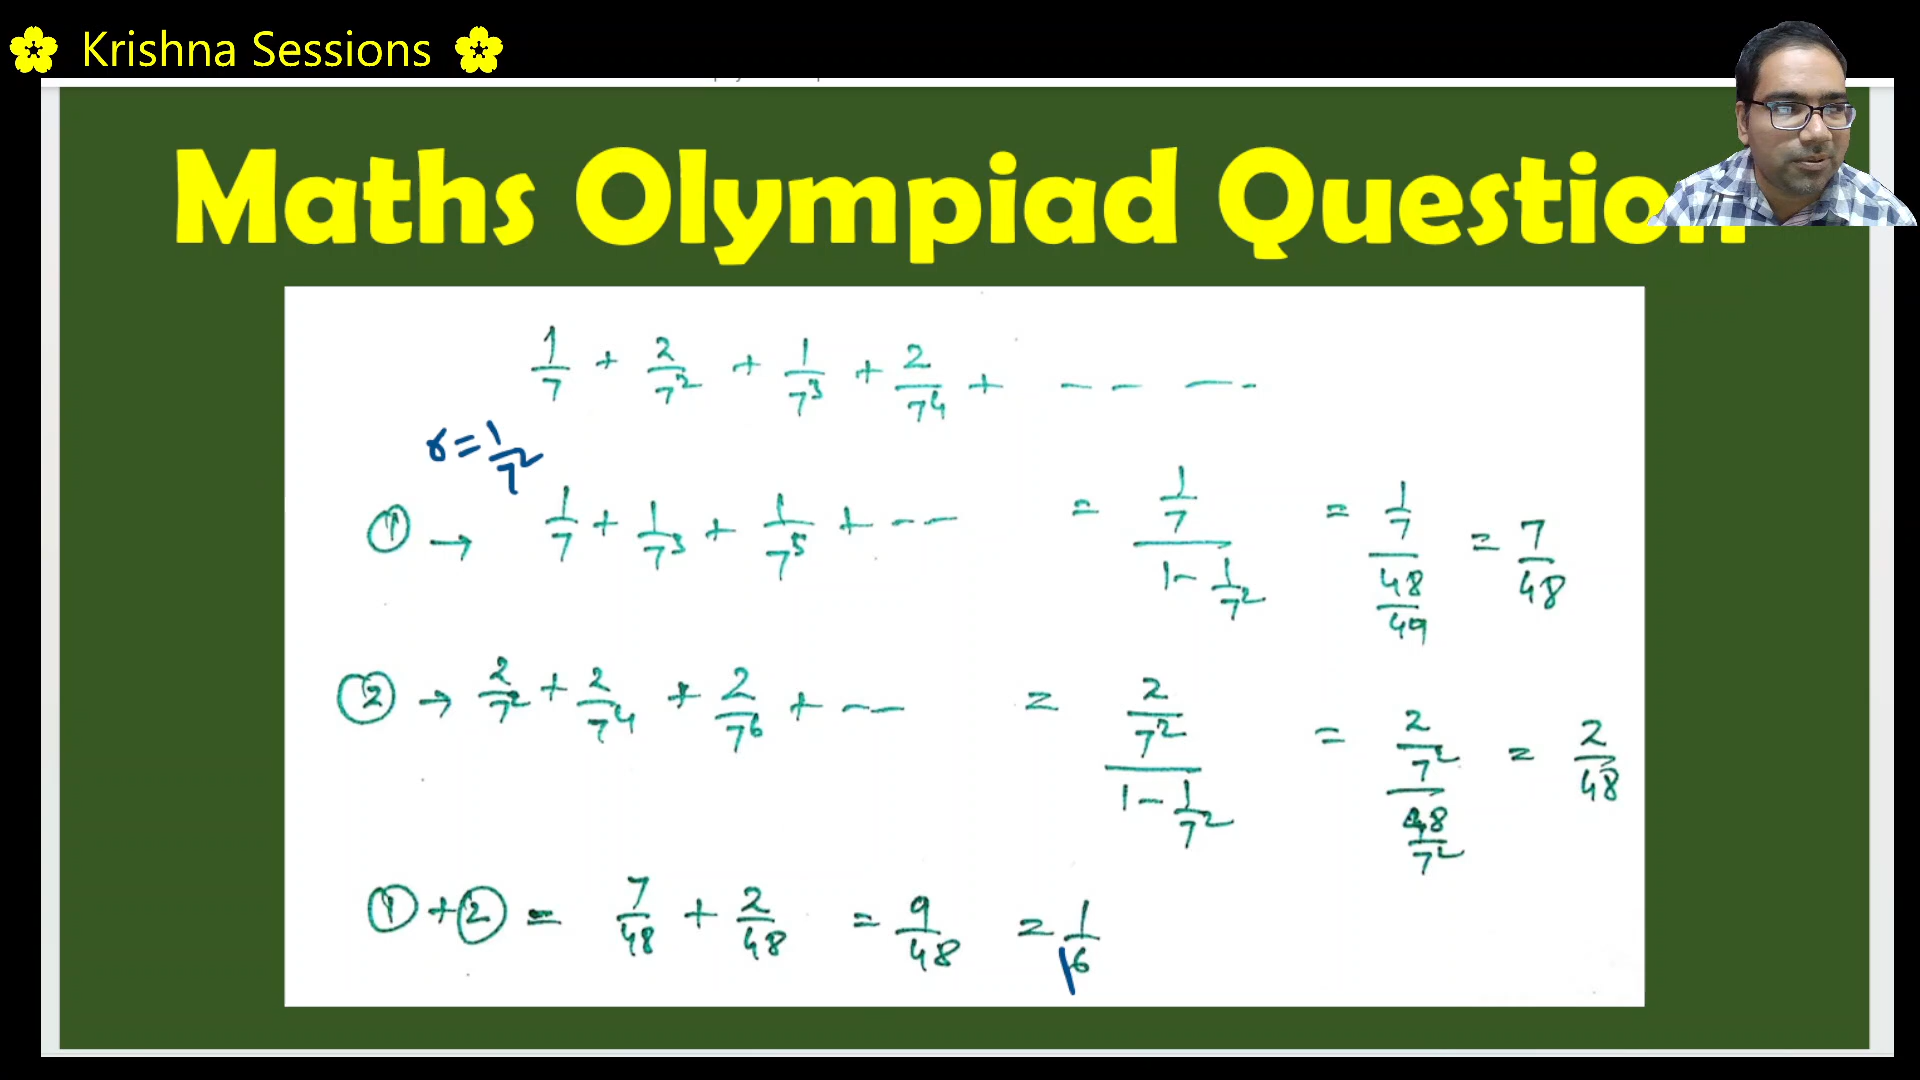 Krishna Sessions
Maths Olympiad Question
1/7 + 2/7² + 1/7³ + 2/7⁴ + -- --
r = 1/7²
① → 1/7 + 1/7³ + 1/7⁵ + -- = (1/7)/(1 - 1/7²) = (1/7)/(48/49) = 7/48
② → 2/7² + 2/7⁴ + 2/7⁶ + -- = (2/7²)/(1 - 1/7²) = (2/7²)/(48/7²) = 2/48
① + ② = 7/48 + 2/48 = 9/48 = 1/6